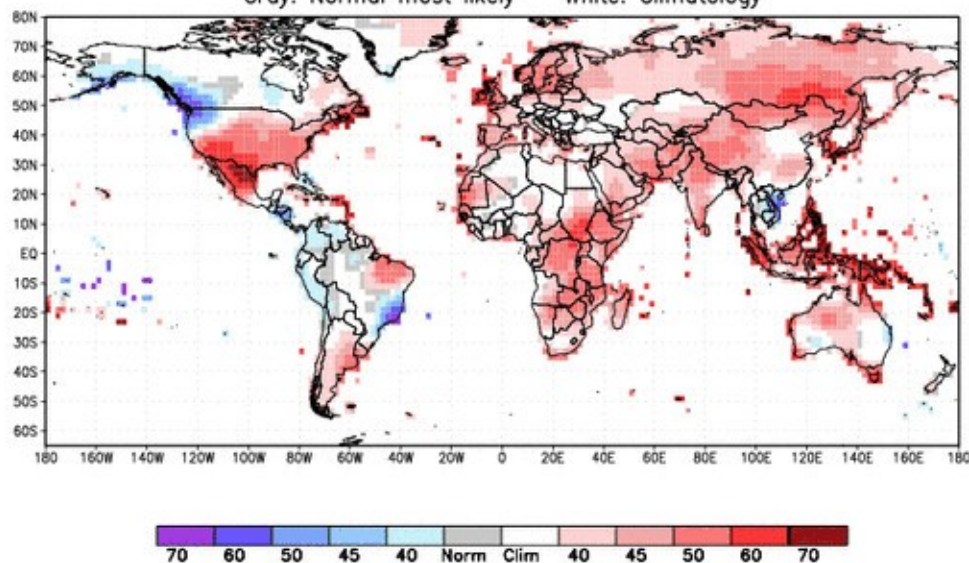 Gray: Normal most likely White: Climatology
80N
70N
60N
50N
40N
30N
20N
10N
EQ
10S
20S
30S
40S
50S
60S
180 160W 140W 120W 100W 80W 60W 40W 20W 0 20E 40E 60E 80E 100E 120E 140E 160E 180
70 60 50 45 40 Norm Clim 40 45 50 60 70